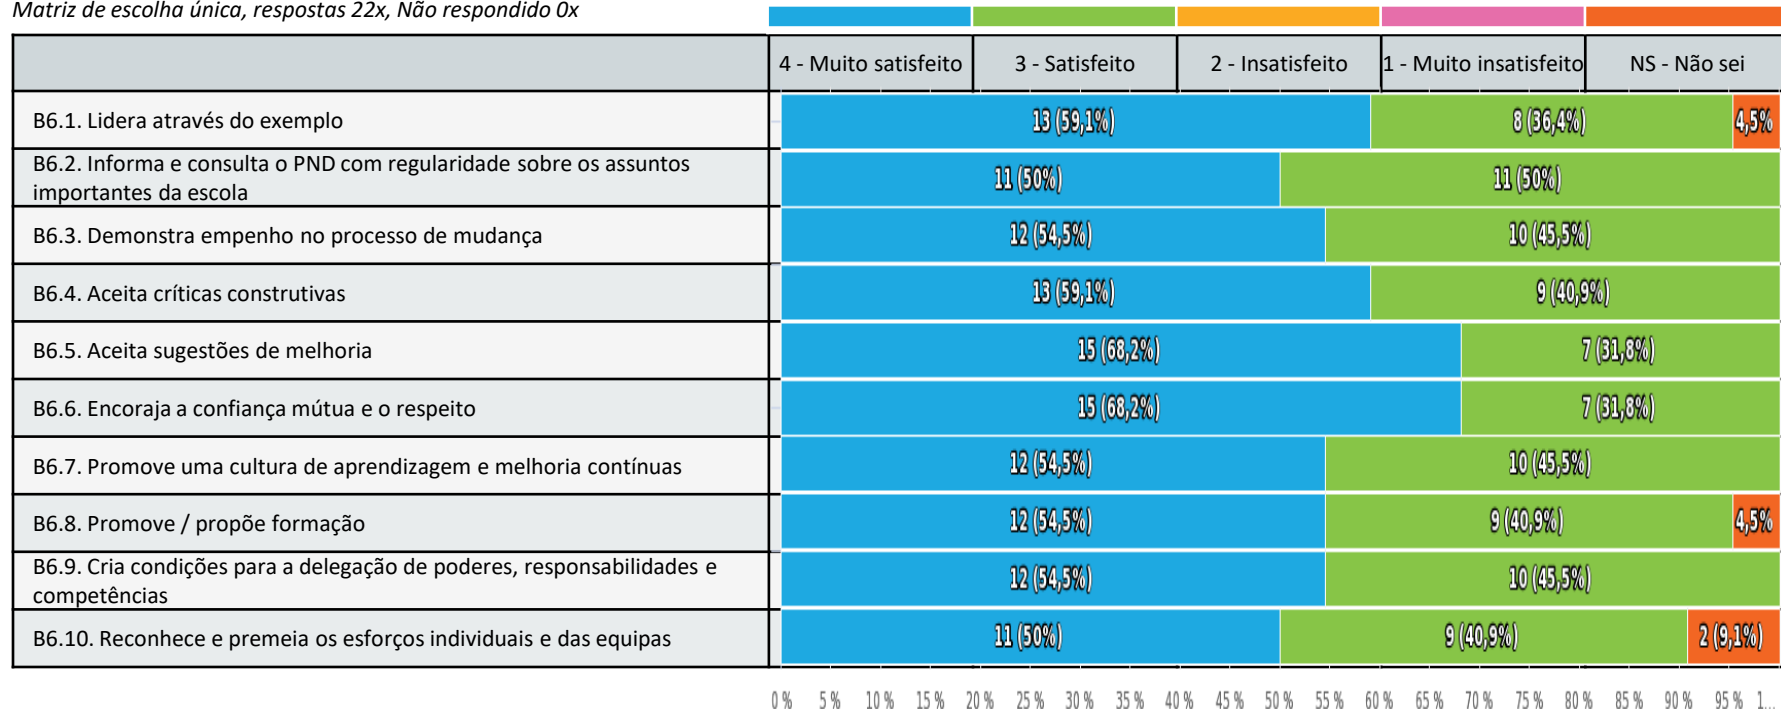 Matriz de escolha única, respostas 22x, Não respondido 0x
4 - Muito satisfeito 3 - Satisfeito 2 - Insatisfeito 1 - Muito insatisfeito NS - Não sei
B6.1. Lidera através do exemplo 13 (59,1%) 8 (36,4%) 4,5%
B6.2. Informa e consulta o PND com regularidade sobre os assuntos
importantes da escola 11 (50%) 11 (50%)
B6.3. Demonstra empenho no processo de mudança 12 (54,5%) 10 (45,5%)
B6.4. Aceita críticas construtivas 13 (59,1%) 9 (40,9%)
B6.5. Aceita sugestões de melhoria 15 (68,2%) 7 (31,8%)
B6.6. Encoraja a confiança mútua e o respeito 15 (68,2%) 7 (31,8%)
B6.7. Promove uma cultura de aprendizagem e melhoria contínuas 12 (54,5%) 10 (45,5%)
B6.8. Promove / propõe formação 12 (54,5%) 9 (40,9%) 4,5%
B6.9. Cria condições para a delegação de poderes, responsabilidades e
competências 12 (54,5%) 10 (45,5%)
B6.10. Reconhece e premeia os esforços individuais e das equipas 11 (50%) 9 (40,9%) 2 (9,1%)
0 % 5 % 10 % 15 % 20 % 25 % 30 % 35 % 40 % 45 % 50 % 55 % 60 % 65 % 70 % 75 % 80 % 85 % 90 % 95 % 1...